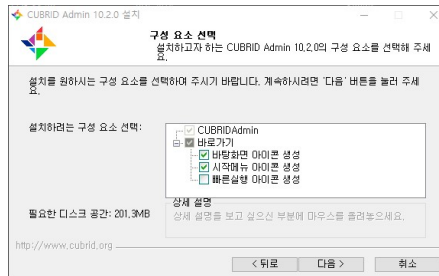 CUBRID Admin 10.2.0 설치
구성 요소 선택
설치하고자 하는 CUBRID Admin 10,2,0의 구성 요소를 선택해 주세
요.
설치를 원하시는 구성 요소를 선택하여 주시기 바랍니다. 계속하시려면 '다음' 버튼을 눌러 주세
요.
설치하려는 구성 요소 선택:
CUBRIDAdmin
바로가기
바탕화면 아이콘 생성
시작메뉴 아이콘 생성
빠른실행 아이콘 생성
상세 설명
필요한 디스크 공간: 201,3MB
상세 설명을 보고 싶으신 부분에 마우스를 올려놓으세요.
http://www.cubrid.org
< 뒤로
다음 >
취소